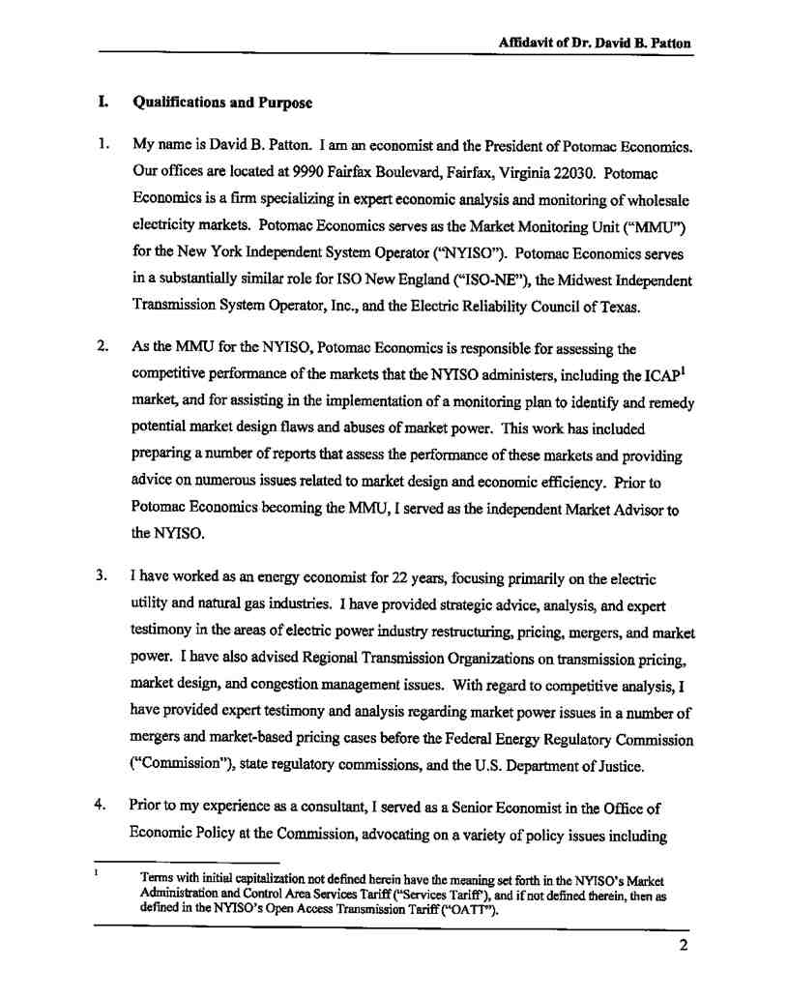 Affidavit of Dr. David B. Patton
I. Qualifications and Purpose
1. My name is David B. Patton. I am an economist and the President of Potomac Economics.
Our offices are located at 9990 Fairfax Boulevard, Fairfax, Virginia 22030. Potomac
Economics is a firm specializing in expert economic analysis and monitoring of wholesale
electricity markets. Potomac Economics serves as the Market Monitoring Unit (“MMU”)
for the New York Independent System Operator (“NYISO”). Potomac Economics serves
in a substantially similar role for ISO New England (“ISO-NE”), the Midwest Independent
Transmission System Operator, Inc., and the Electric Reliability Council of Texas.
2. As the MMU for the NYISO, Potomac Economics is responsible for assessing the
competitive performance of the markets that the NYISO administers, including the ICAP¹
market, and for assisting in the implementation of a monitoring plan to identify and remedy
potential market design flaws and abuses of market power. This work has included
preparing a number of reports that assess the performance of these markets and providing
advice on numerous issues related to market design and economic efficiency. Prior to
Potomac Economics becoming the MMU, I served as the independent Market Advisor to
the NYISO.
3. I have worked as an energy economist for 22 years, focusing primarily on the electric
utility and natural gas industries. I have provided strategic advice, analysis, and expert
testimony in the areas of electric power industry restructuring, pricing, mergers, and market
power. I have also advised Regional Transmission Organizations on transmission pricing,
market design, and congestion management issues. With regard to competitive analysis, I
have provided expert testimony and analysis regarding market power issues in a number of
mergers and market-based pricing cases before the Federal Energy Regulatory Commission
(“Commission”), state regulatory commissions, and the U.S. Department of Justice.
4. Prior to my experience as a consultant, I served as a Senior Economist in the Office of
Economic Policy at the Commission, advocating on a variety of policy issues including
1 Terms with initial capitalization not defined herein have the meaning set forth in the NYISO’s Market
Administration and Control Area Services Tariff (“Services Tariff’), and if not defined therein, then as
defined in the NYISO’s Open Access Transmission Tariff (“OATT”).
2